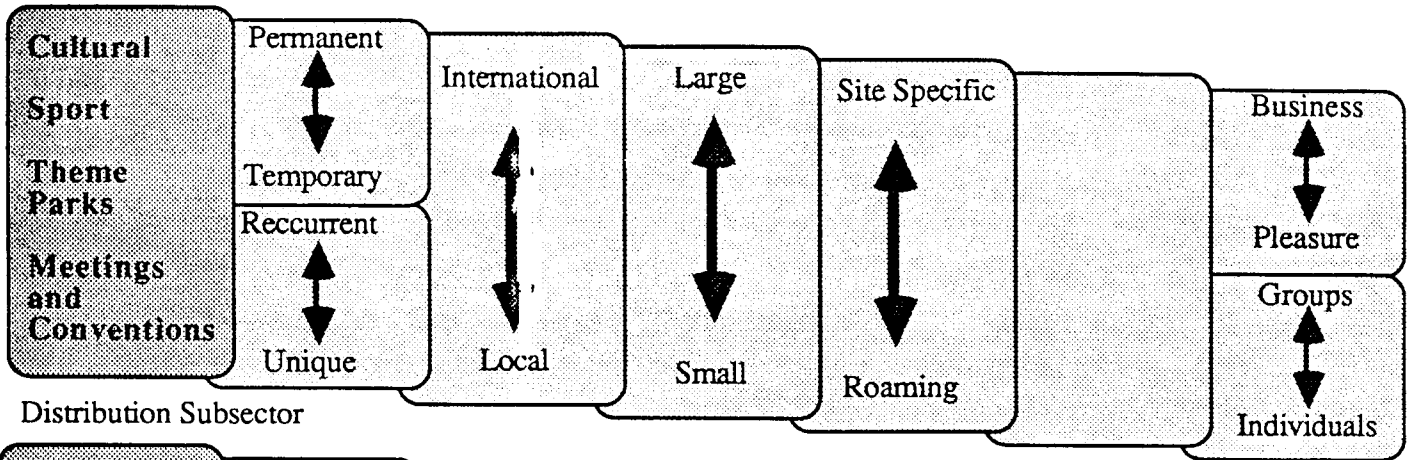 Cultural
Sport
Theme
Parks
Meetings
and
Conventions
Permanent
Temporary
Reccurrent
Unique
International
Local
Large
Small
Site Specific
Roaming
Business
Pleasure
Groups
Individuals
Distribution Subsector